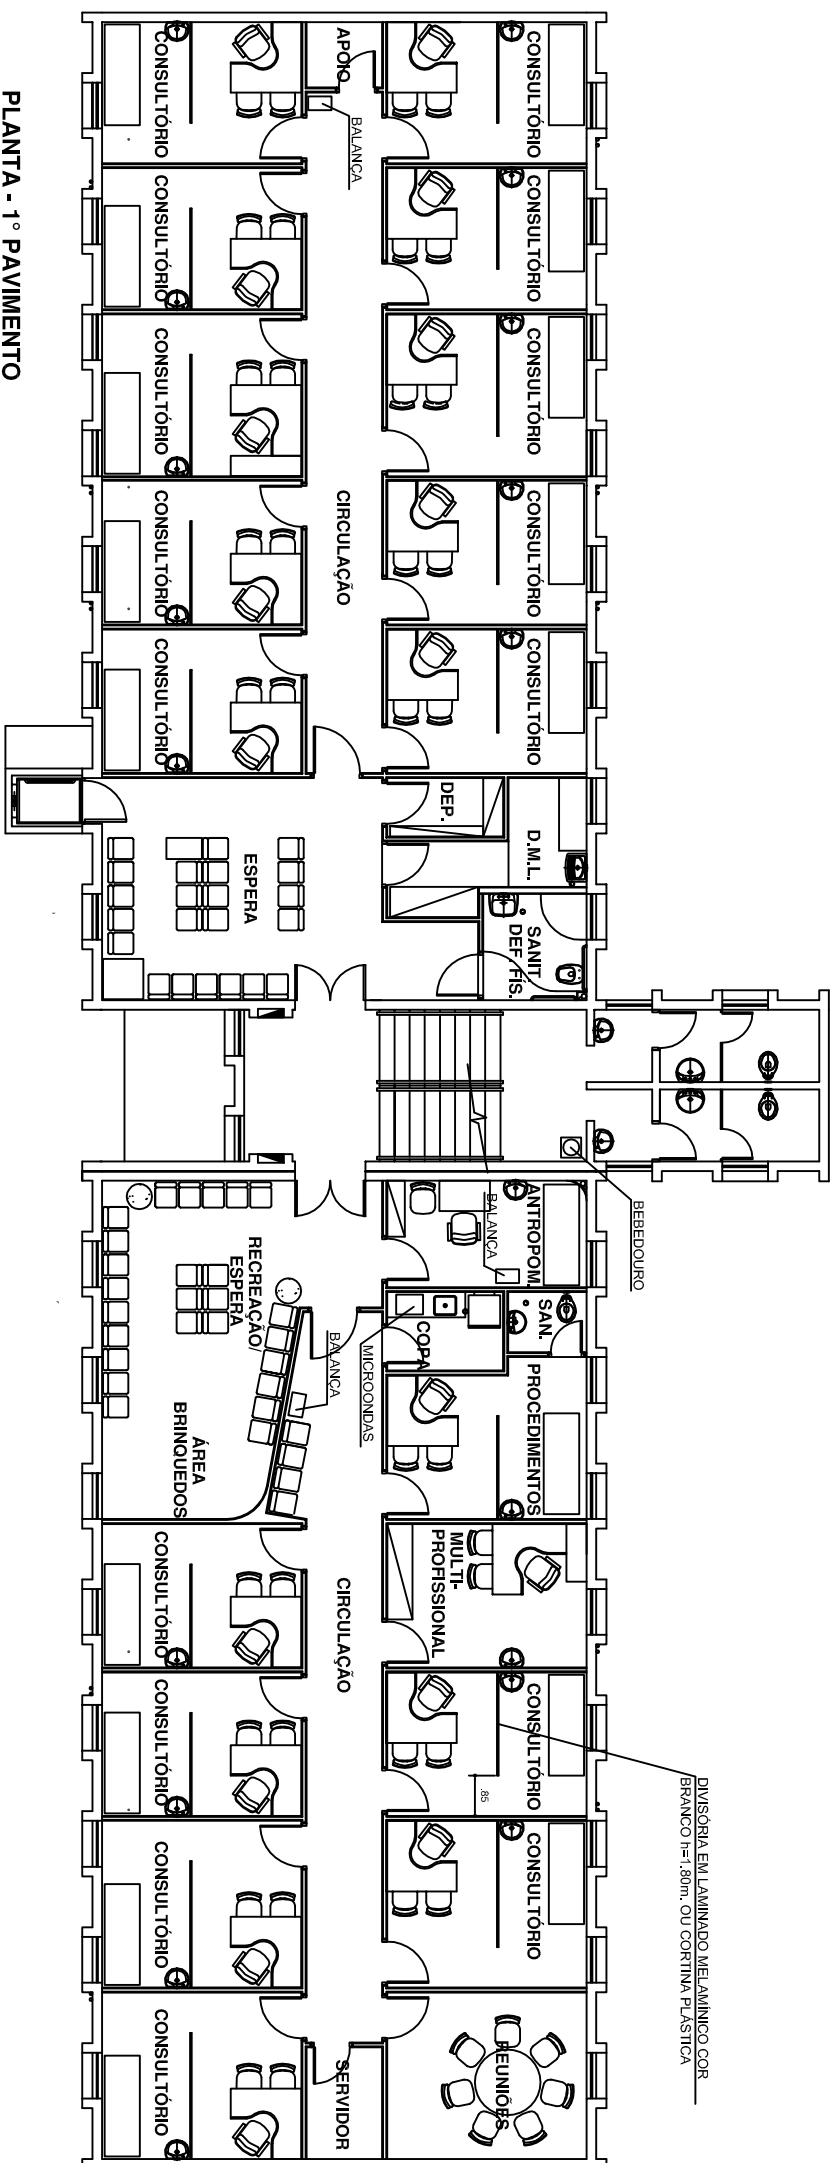 PLANTA - 1° PAVIMENTO
CONSULTÓRIO
CONSULTÓRIO
CONSULTÓRIO
CONSULTÓRIO
CONSULTÓRIO
D.M.L.
DEP.
SANIT
DEF. FÍS.
BEBEDOURO
ANTROPOM.
BALANÇA
SAN.
COPA
MICROONDAS
PROCEDIMENTOS
MULTI-
PROFISSIONAL
CONSULTÓRIO
.85
CONSULTÓRIO
REUNIÕES
DIVISÓRIA EM LAMINADO MELAMÍNICO COR
BRANCO h=1.80m. OU CORTINA PLÁSTICA
APOIO
BALANÇA
CIRCULAÇÃO
BALANÇA
CIRCULAÇÃO
SERVIDOR
CONSULTÓRIO
CONSULTÓRIO
CONSULTÓRIO
CONSULTÓRIO
CONSULTÓRIO
ESPERA
RECREAÇÃO/
ESPERA
ÁREA
BRINQUEDOS
CONSULTÓRIO
CONSULTÓRIO
CONSULTÓRIO
CONSULTÓRIO